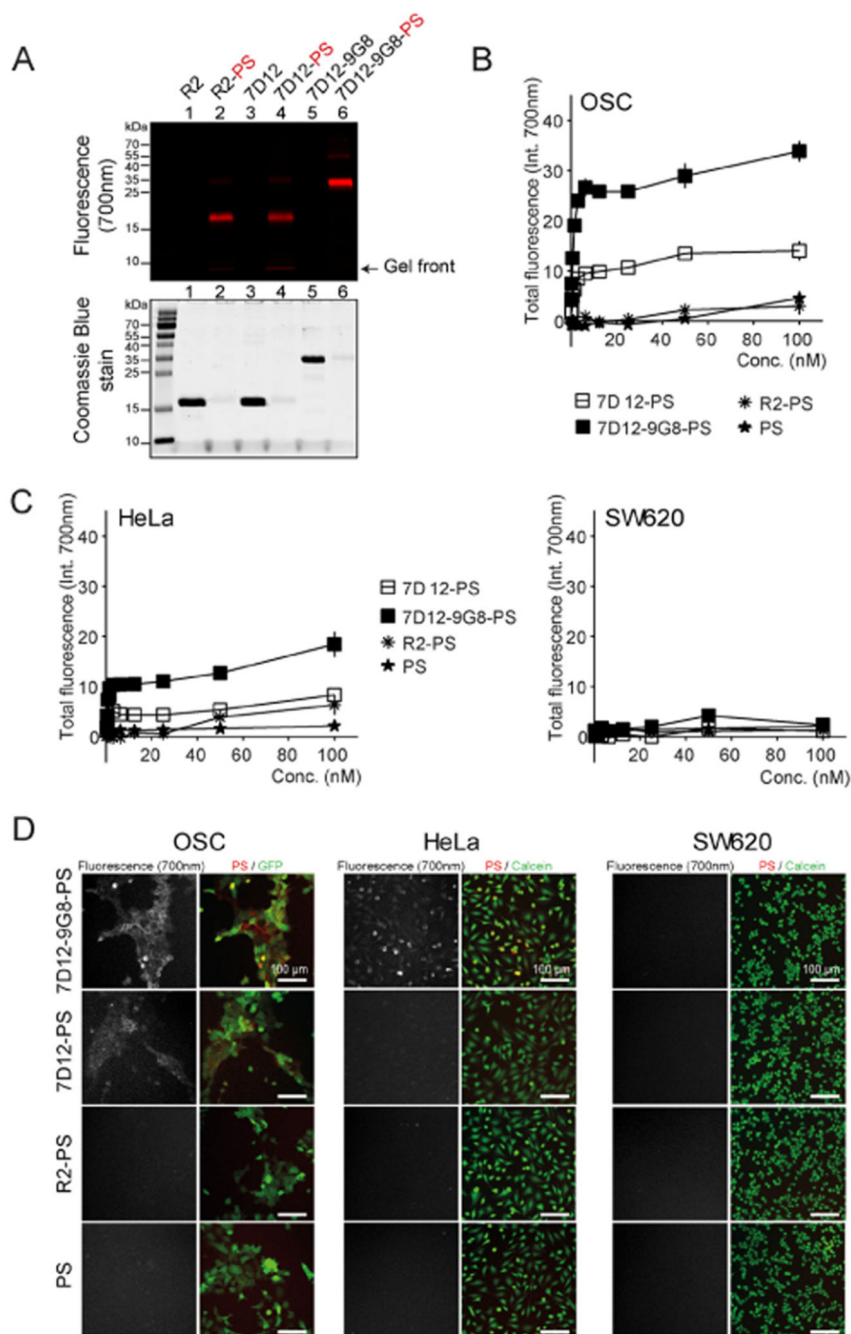 A
R2
R2-PS
7D12
7D12-PS
7D12-9G8
7D12-9G8-PS
1 2 3 4 5 6
kDa
70
55
35
25
15
10
Fluorescence
(700nm)
← Gel front
1 2 3 4 5 6
kDa
70
55
35
25
15
10
Coomassie Blue
stain
B
OSC
Total fluorescence (Int. 700nm)
40
30
20
10
0
20 40 60 80 100
Conc. (nM)
7D 12-PS
R2-PS
7D12-9G8-PS
PS
C
HeLa
Total fluorescence (Int. 700nm)
40
30
20
10
0
20 40 60 80 100
Conc. (nM)
7D 12-PS
7D12-9G8-PS
R2-PS
PS
SW620
Total fluorescence (Int. 700nm)
40
30
20
10
0
20 40 60 80 100
Conc. (nM)
D
OSC HeLa SW620
Fluorescence (700nm) PS / GFP Fluorescence (700nm) PS / Calcein Fluorescence (700nm) PS / Calcein
7D12-9G8-PS
100 µm 100 µm 100 µm
7D12-PS
R2-PS
PS